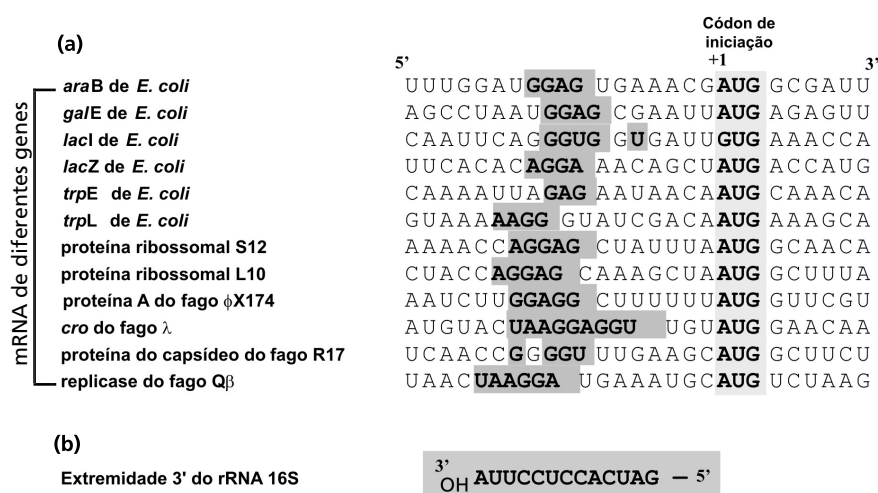 (a)
Códon de
iniciação
5’ +1 3’
mRNA de diferentes genes
araB de E. coli UUUGGAUGGAGUGAAACGAUGGCGAUU
galE de E. coli AGCCUAAUGGAGCGAAUUAUGAGAGUU
lacI de E. coli CAAUUCAGGGUGGUGAUUGUGAAACCA
lacZ de E. coli UUCACACAGGAAACAGCUAUGACCAUG
trpE de E. coli CAAAAUUAGAGAAUAACAAUGCAAACA
trpL de E. coli GUAAAAAGGGUAUCGACAAUGAAAGCA
proteína ribossomal S12 AAAACCAGGAGCUAUUUAAUGGCAACA
proteína ribossomal L10 CUACCAGGAGCAAAGCUAAUGGCUUUA
proteína A do fago ϕX174 AAUCUUGGAGGCUUUUUUAUGGUUCGU
cro do fago λ AUGUACUAAGGAGGUUGUAUGGAACAA
proteína do capsídeo do fago R17 UCAACCGGGGUUUGAAGCAUGGCUUCU
replicase do fago Qβ UAACUAAGGAUGAAAUGCAUGUCUAAG
(b)
Extremidade 3' do rRNA 16S 3’ OH AUUCCUCCACUAG – 5’